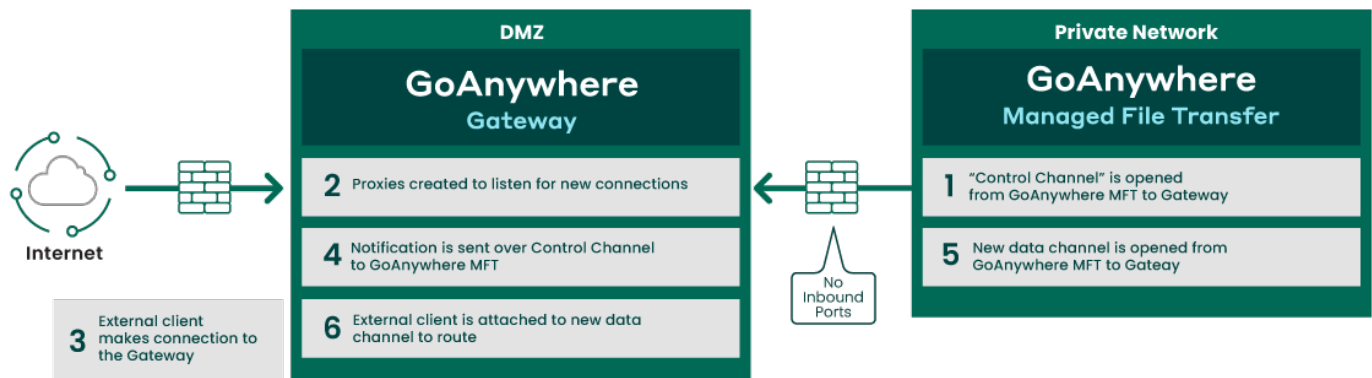 DMZ
GoAnywhere
Gateway
2 Proxies created to listen for new connections
4 Notification is sent over Control Channel
to GoAnywhere MFT
6 External client is attached to new data
channel to route
Private Network
GoAnywhere
Managed File Transfer
1 “Control Channel” is opened
from GoAnywhere MFT to Gateway
5 New data channel is opened from
GoAnywhere MFT to Gateay
No
Inbound
Ports
Internet
3 External client
makes connection to
the Gateway